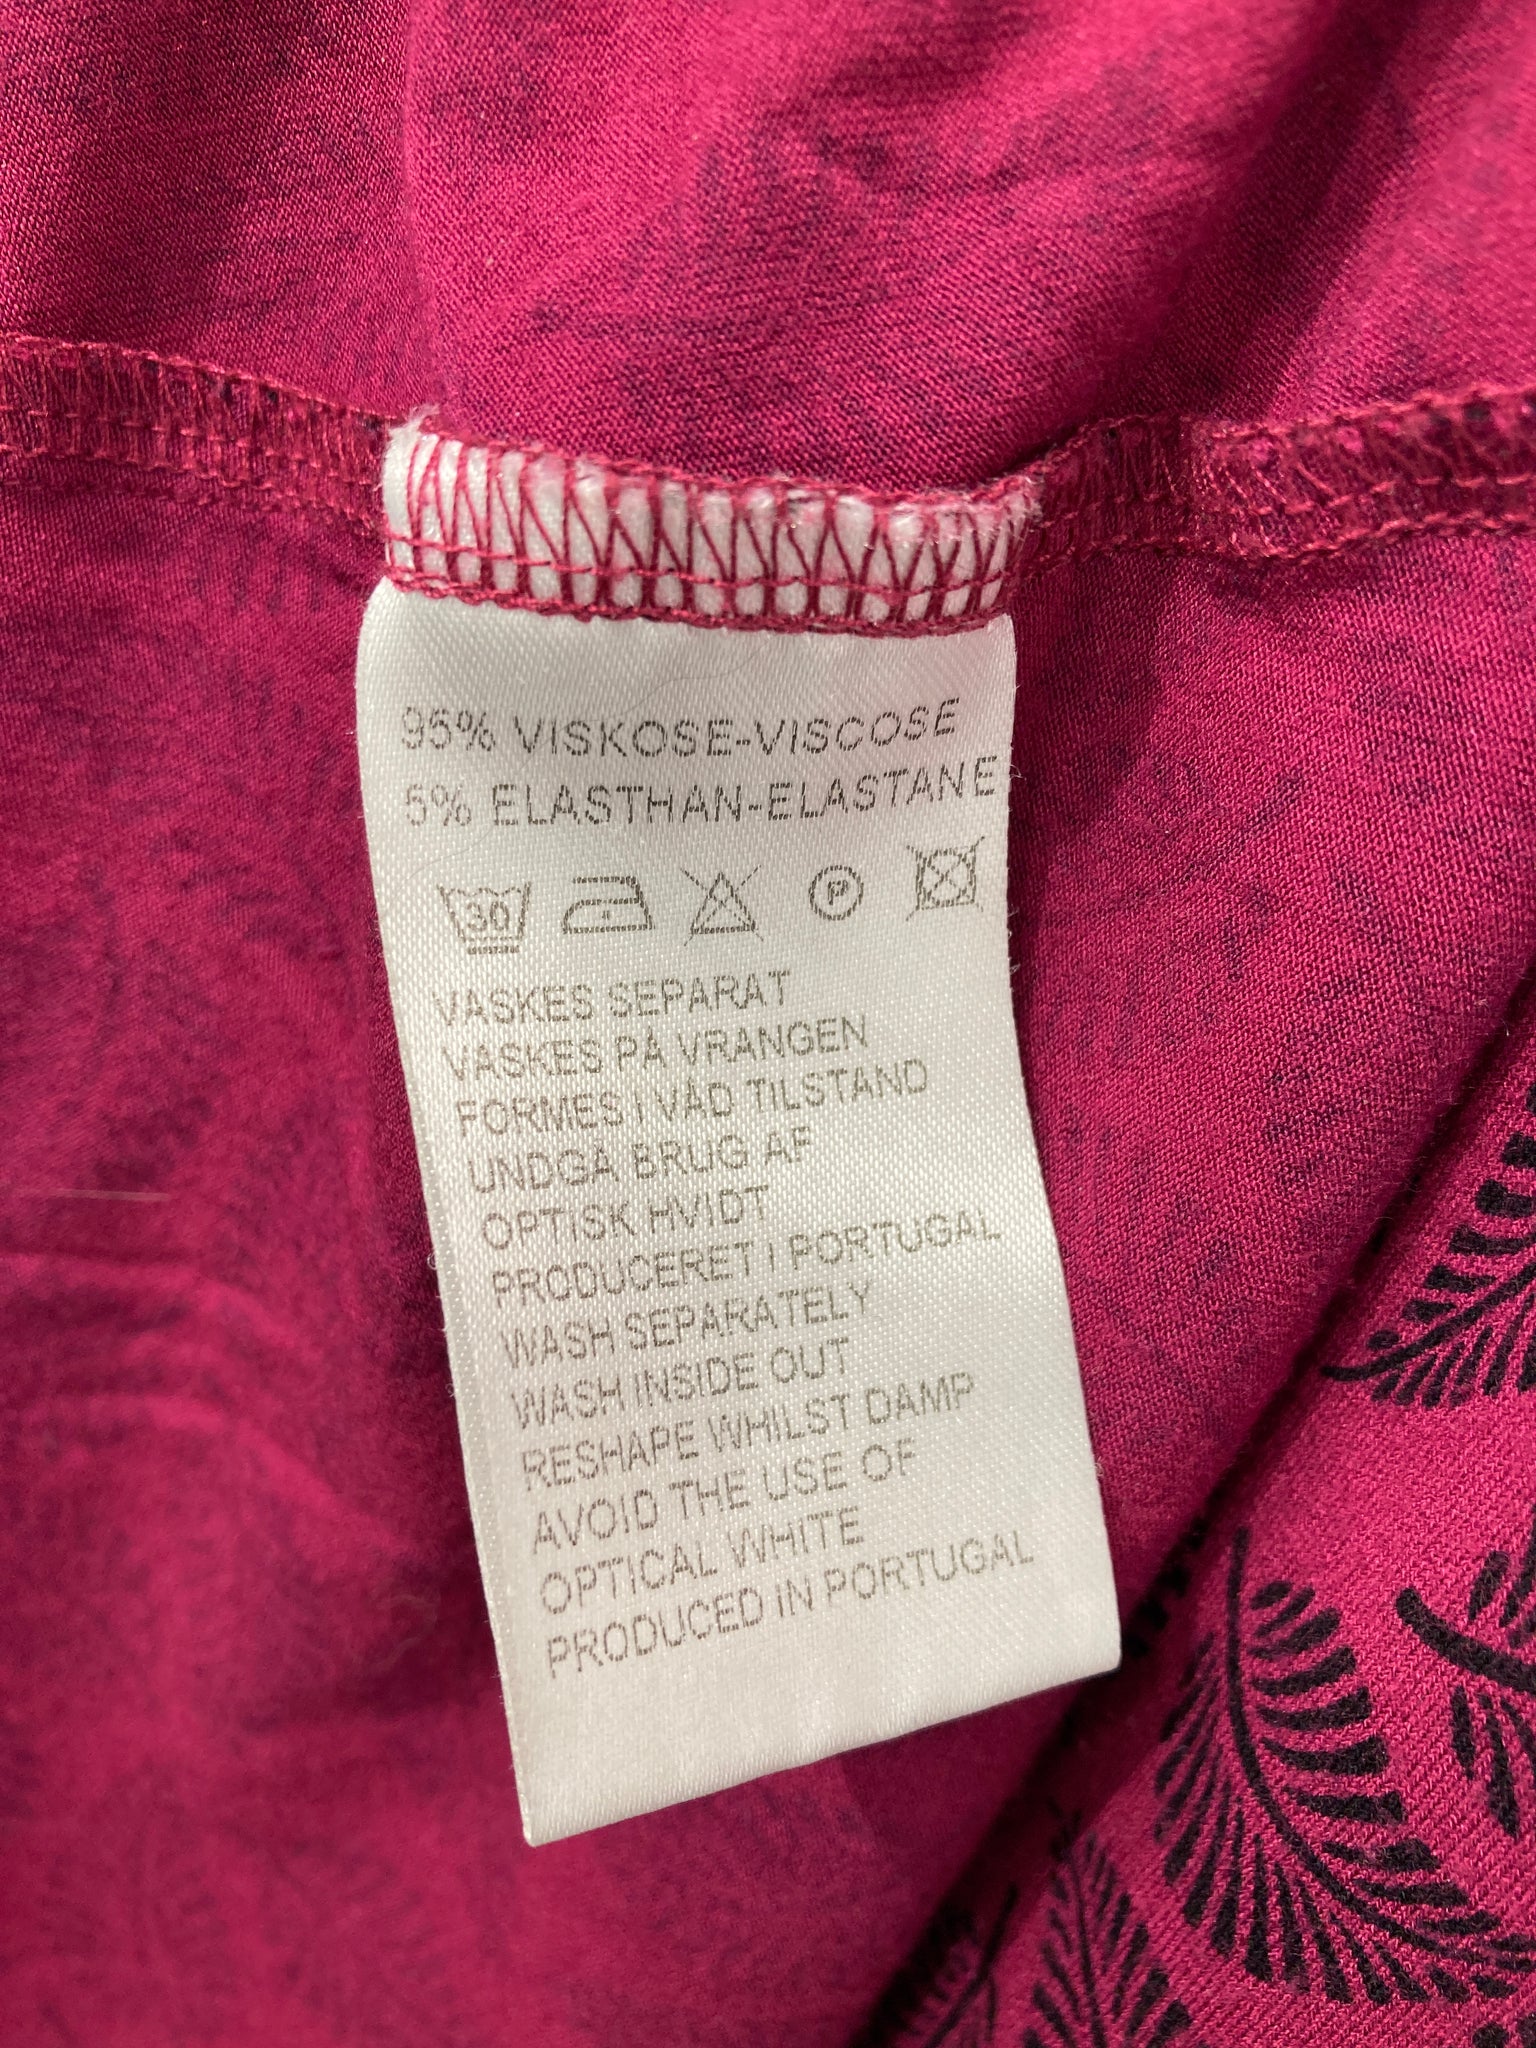 95% VISKOSE-VISCOSE
5% ELASTHAN-ELASTANE
30 P
VASKES SEPARAT
VASKES PÅ VRANGEN
FORMES I VÅD TILSTAND
UNDGÅ BRUG AF
OPTISK HVIDT
PRODUCERET I PORTUGAL
WASH SEPARATELY
WASH INSIDE OUT
RESHAPE WHILST DAMP
AVOID THE USE OF
OPTICAL WHITE
PRODUCED IN PORTUGAL